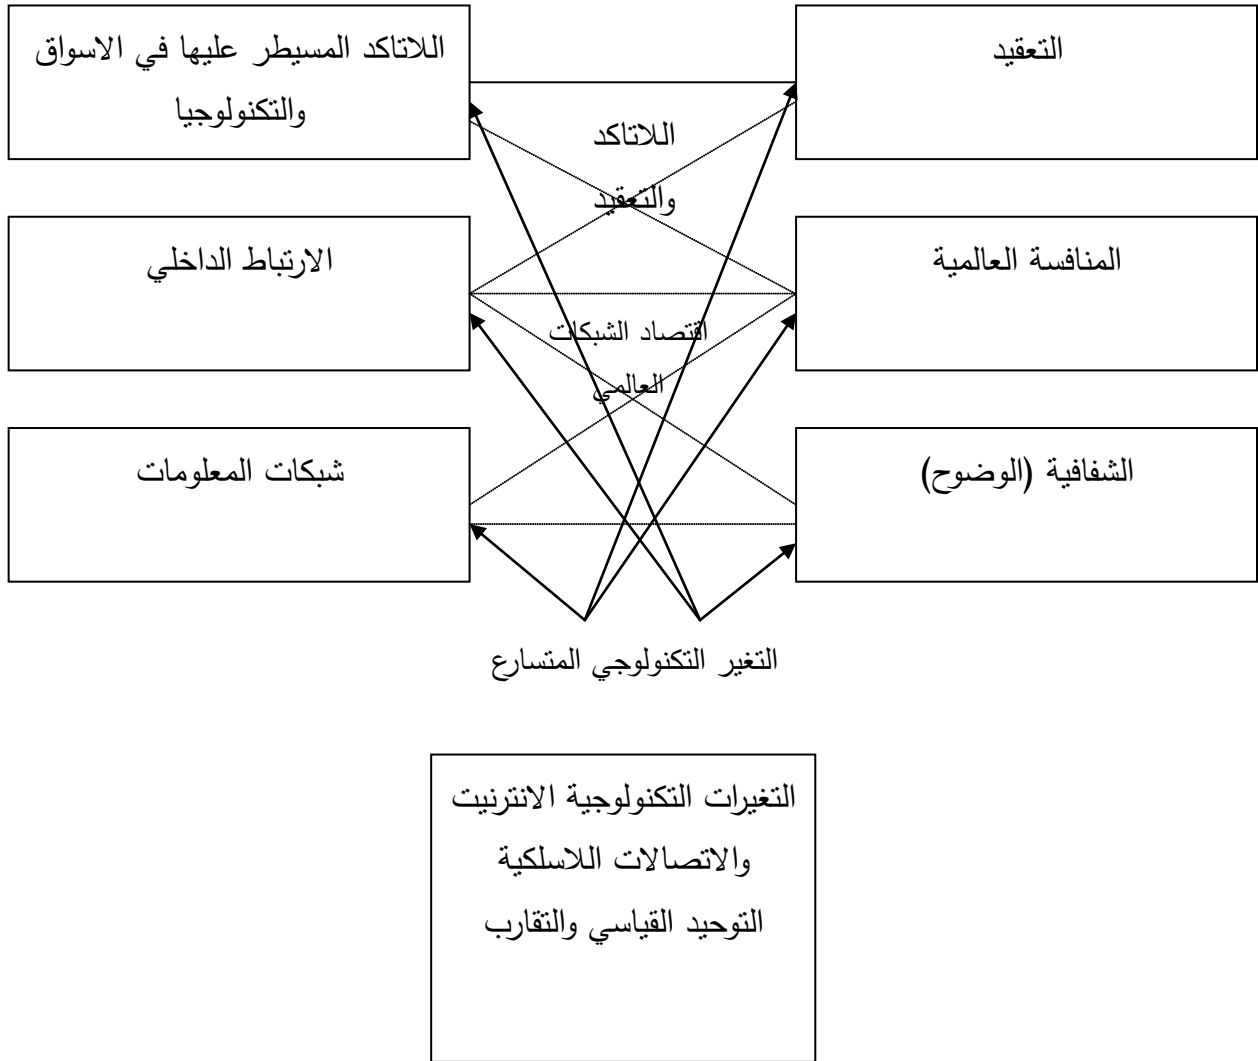 التعقيد
اللاتاكد المسيطر عليها في الاسواق
والتكنولوجيا
اللاتاكد
والتعقيد
المنافسة العالمية
الارتباط الداخلي
اقتصاد الشبكات
العالمي
الشفافية (الوضوح)
شبكات المعلومات
التغير التكنولوجي المتسارع
التغيرات التكنولوجية الانترنيت
والاتصالات اللاسلكية
التوحيد القياسي والتقارب